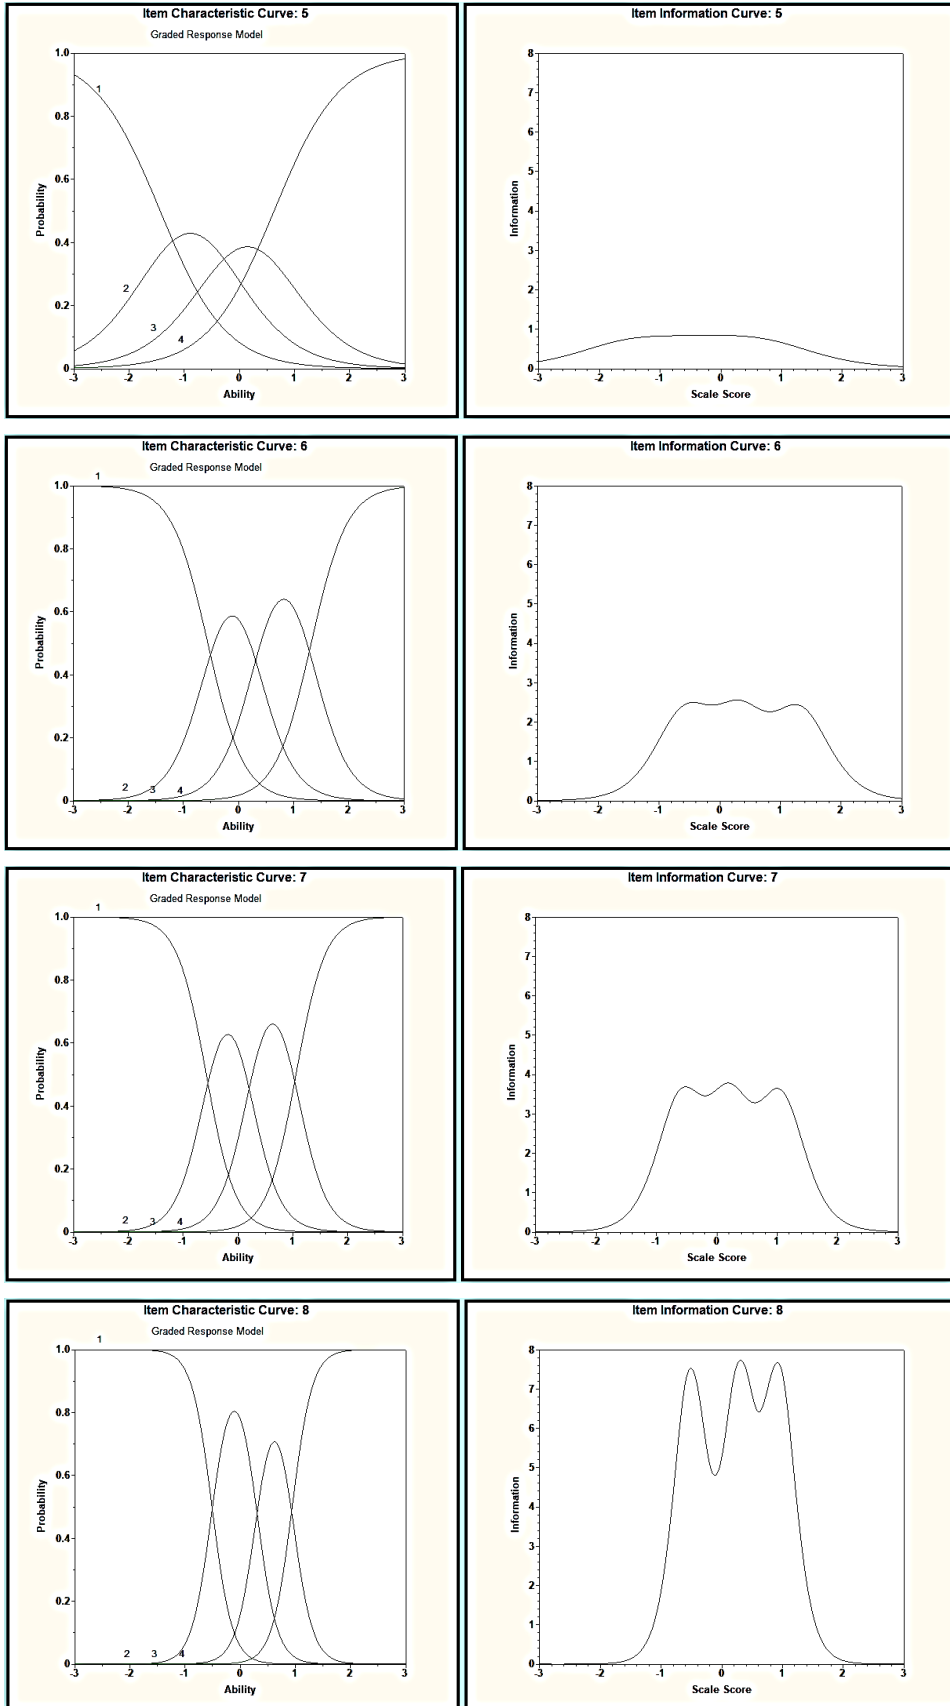 Item Characteristic Curve: 5
Graded Response Model
1.0
0.8
0.6
0.4
0.2
0
Probability
1
2
3
4
-3 -2 -1 0 1 2 3
Ability
Item Information Curve: 5
8
7
6
5
4
3
2
1
0
Information
-3 -2 -1 0 1 2 3
Scale Score
Item Characteristic Curve: 6
Graded Response Model
1.0
0.8
0.6
0.4
0.2
0
Probability
1
2 3 4
-3 -2 -1 0 1 2 3
Ability
Item Information Curve: 6
8
7
6
5
4
3
2
1
0
Information
-3 -2 -1 0 1 2 3
Scale Score
Item Characteristic Curve: 7
Graded Response Model
1.0
0.8
0.6
0.4
0.2
0
Probability
1
2 3 4
-3 -2 -1 0 1 2 3
Ability
Item Information Curve: 7
8
7
6
5
4
3
2
1
0
Information
-3 -2 -1 0 1 2 3
Scale Score
Item Characteristic Curve: 8
Graded Response Model
1.0
0.8
0.6
0.4
0.2
0
Probability
1
2 3 4
-3 -2 -1 0 1 2 3
Ability
Item Information Curve: 8
8
7
6
5
4
3
2
1
0
Information
-3 -2 -1 0 1 2 3
Scale Score